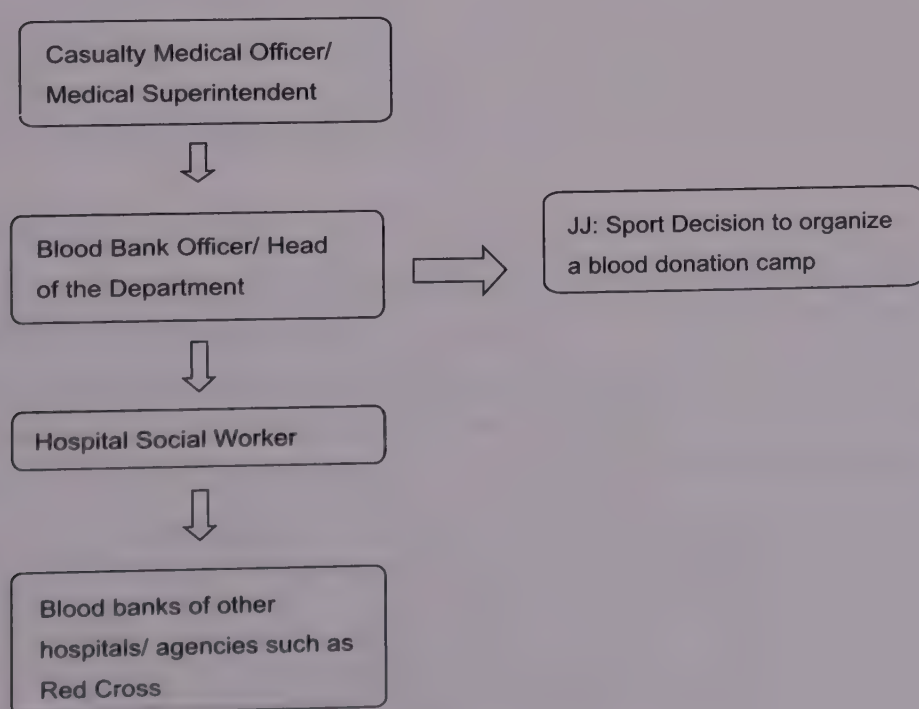 Casualty Medical Officer/
Medical Superintendent
Blood Bank Officer/ Head
of the Department
JJ: Sport Decision to organize
a blood donation camp
Hospital Social Worker
Blood banks of other
hospitals/ agencies such as
Red Cross